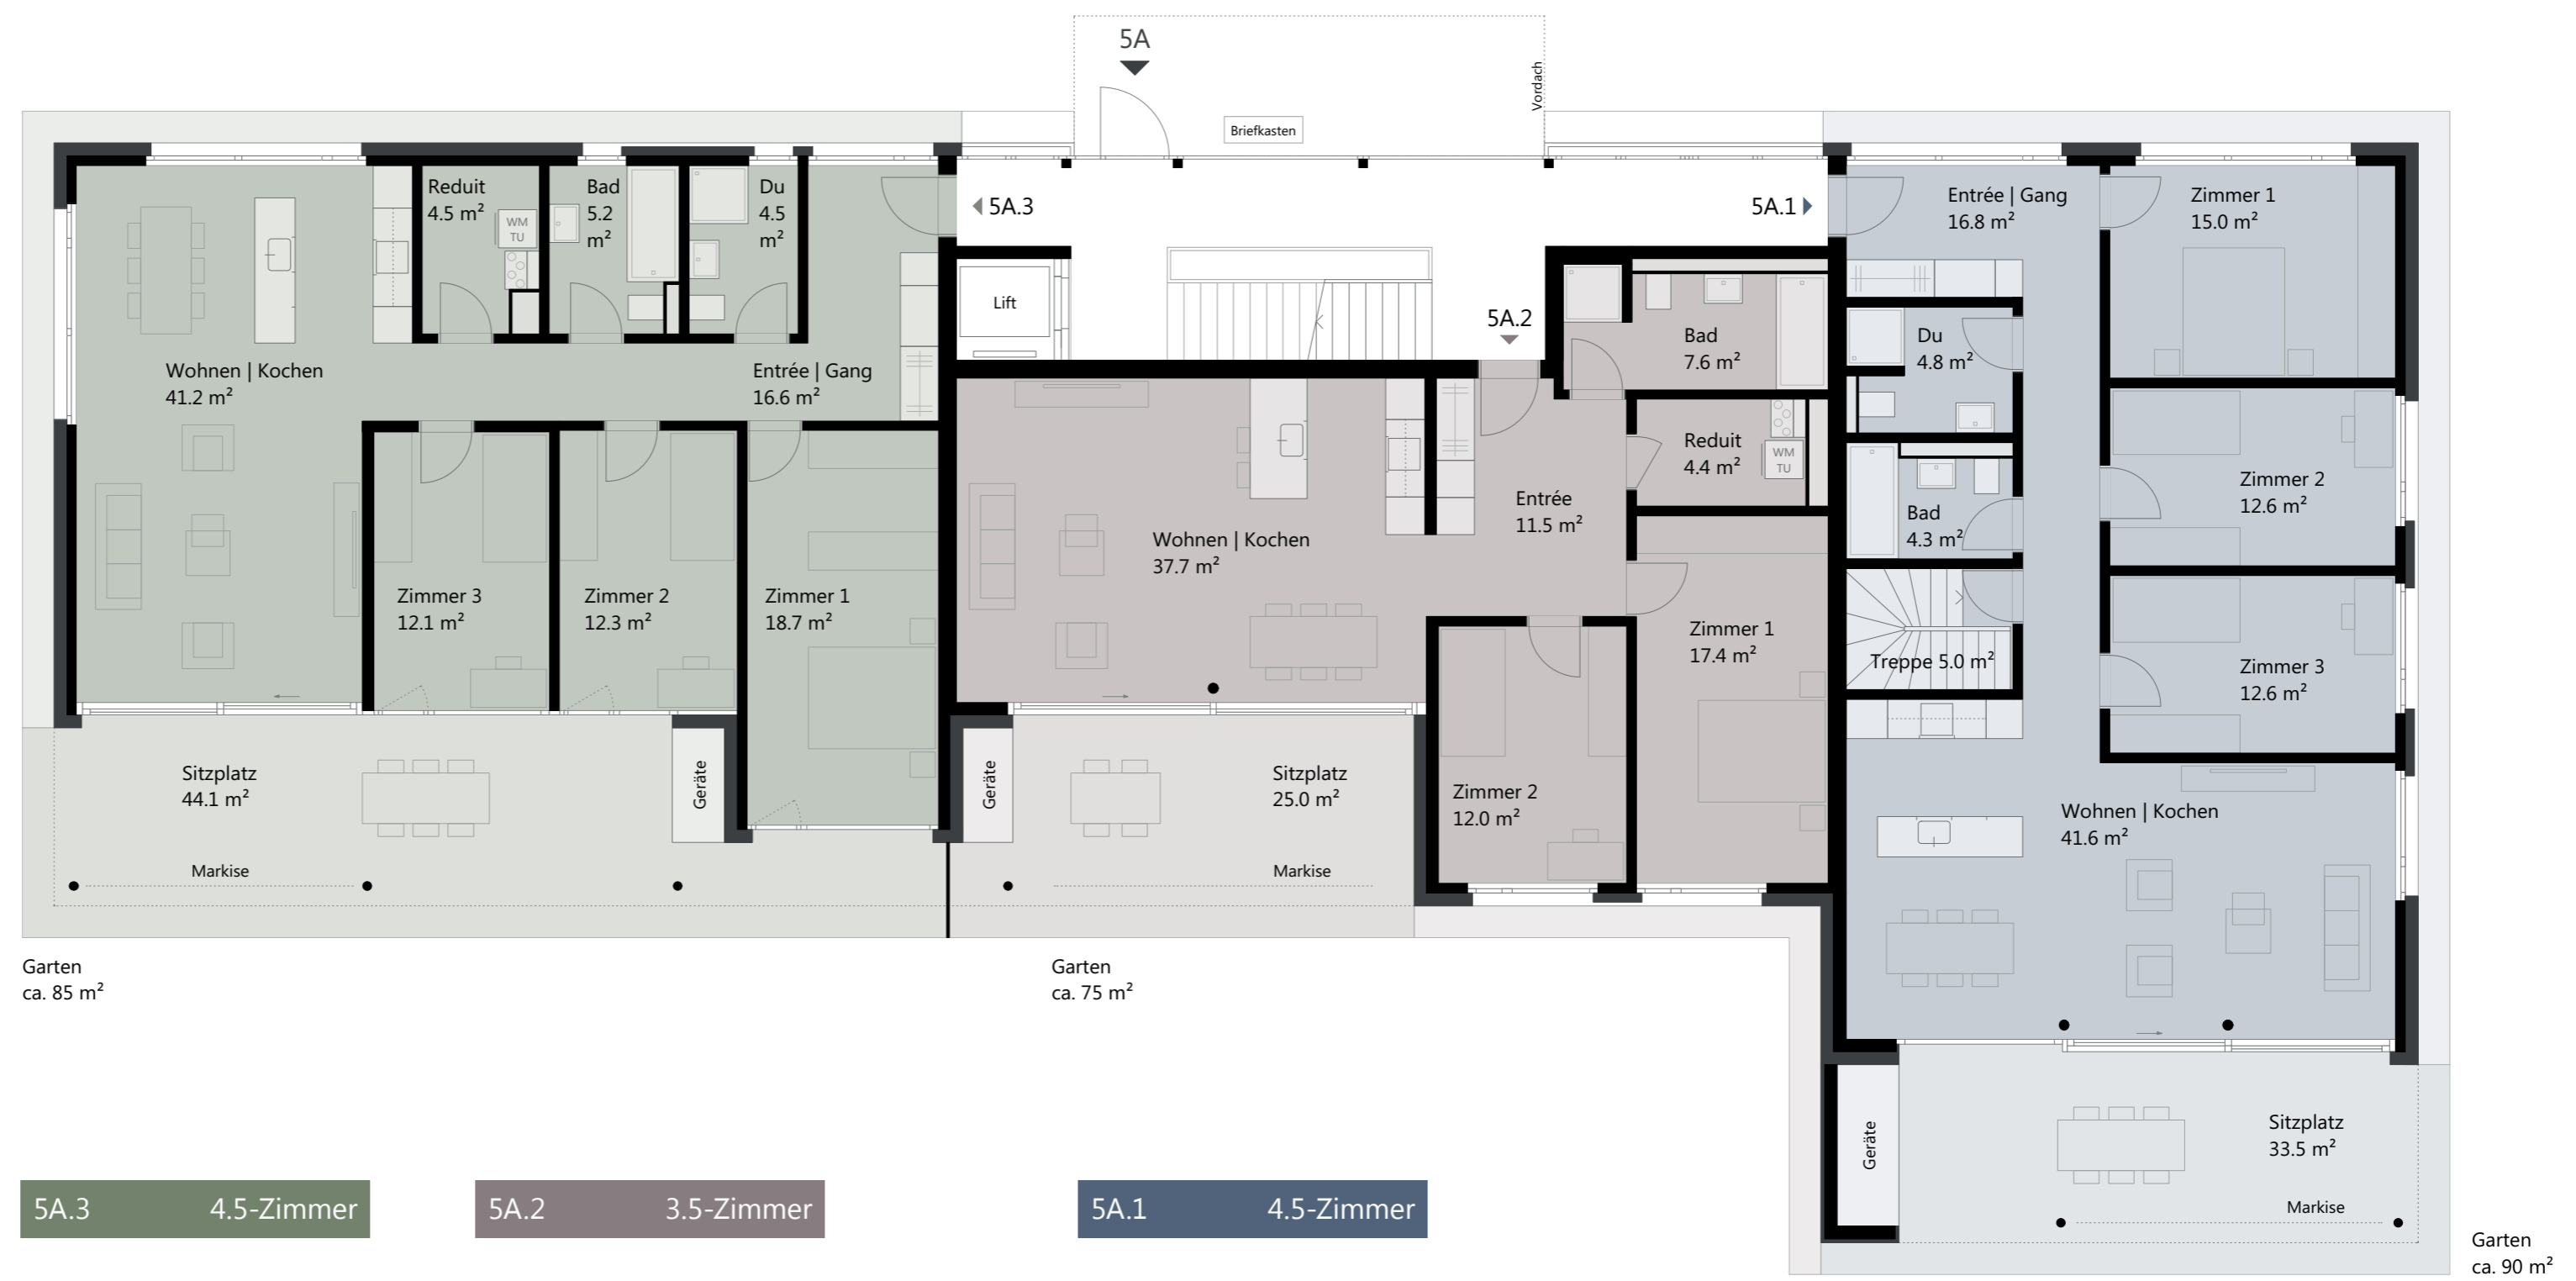 5A
Vordach
Briefkasten
5A.3
5A.1
Lift
5A.2
Reduit
4.5 m²
WM
TU
Bad
5.2
m²
Du
4.5
m²
Wohnen | Kochen
41.2 m²
Entrée | Gang
16.6 m²
Zimmer 3
12.1 m²
Zimmer 2
12.3 m²
Zimmer 1
18.7 m²
Sitzplatz
44.1 m²
Geräte
Markise
Garten
ca. 85 m²
Bad
7.6 m²
Reduit
4.4 m²
WM
TU
Entrée
11.5 m²
Wohnen | Kochen
37.7 m²
Zimmer 1
17.4 m²
Zimmer 2
12.0 m²
Geräte
Sitzplatz
25.0 m²
Markise
Garten
ca. 75 m²
Entrée | Gang
16.8 m²
Zimmer 1
15.0 m²
Du
4.8 m²
Zimmer 2
12.6 m²
Bad
4.3 m²
Treppe 5.0 m²
Zimmer 3
12.6 m²
Wohnen | Kochen
41.6 m²
Geräte
Sitzplatz
33.5 m²
Markise
Garten
ca. 90 m²
5A.3 4.5-Zimmer
5A.2 3.5-Zimmer
5A.1 4.5-Zimmer